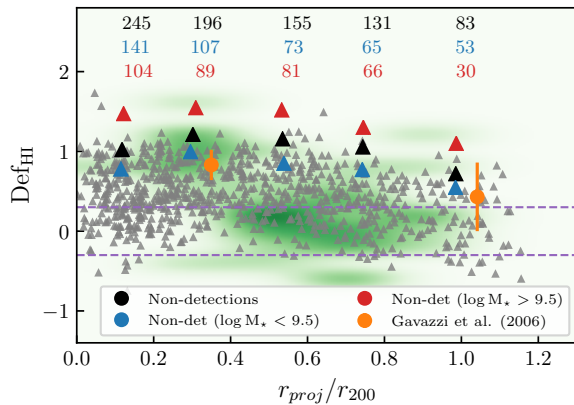 245 196 155 131 83
141 107 73 65 53
104 89 81 66 30
2
1
0
−1
Def_HI
Non-detections
Non-det (log M⋆ < 9.5)
Non-det (log M⋆ > 9.5)
Gavazzi et al. (2006)
0.0 0.2 0.4 0.6 0.8 1.0 1.2
r_proj/r_200